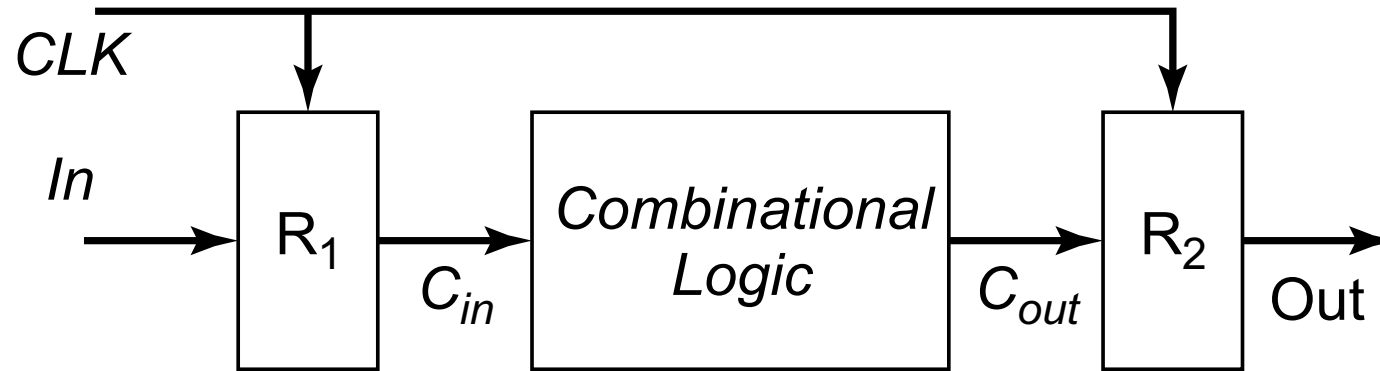 CLK
In
R1
Cin
Combinational
Logic
Cout
R2
Out